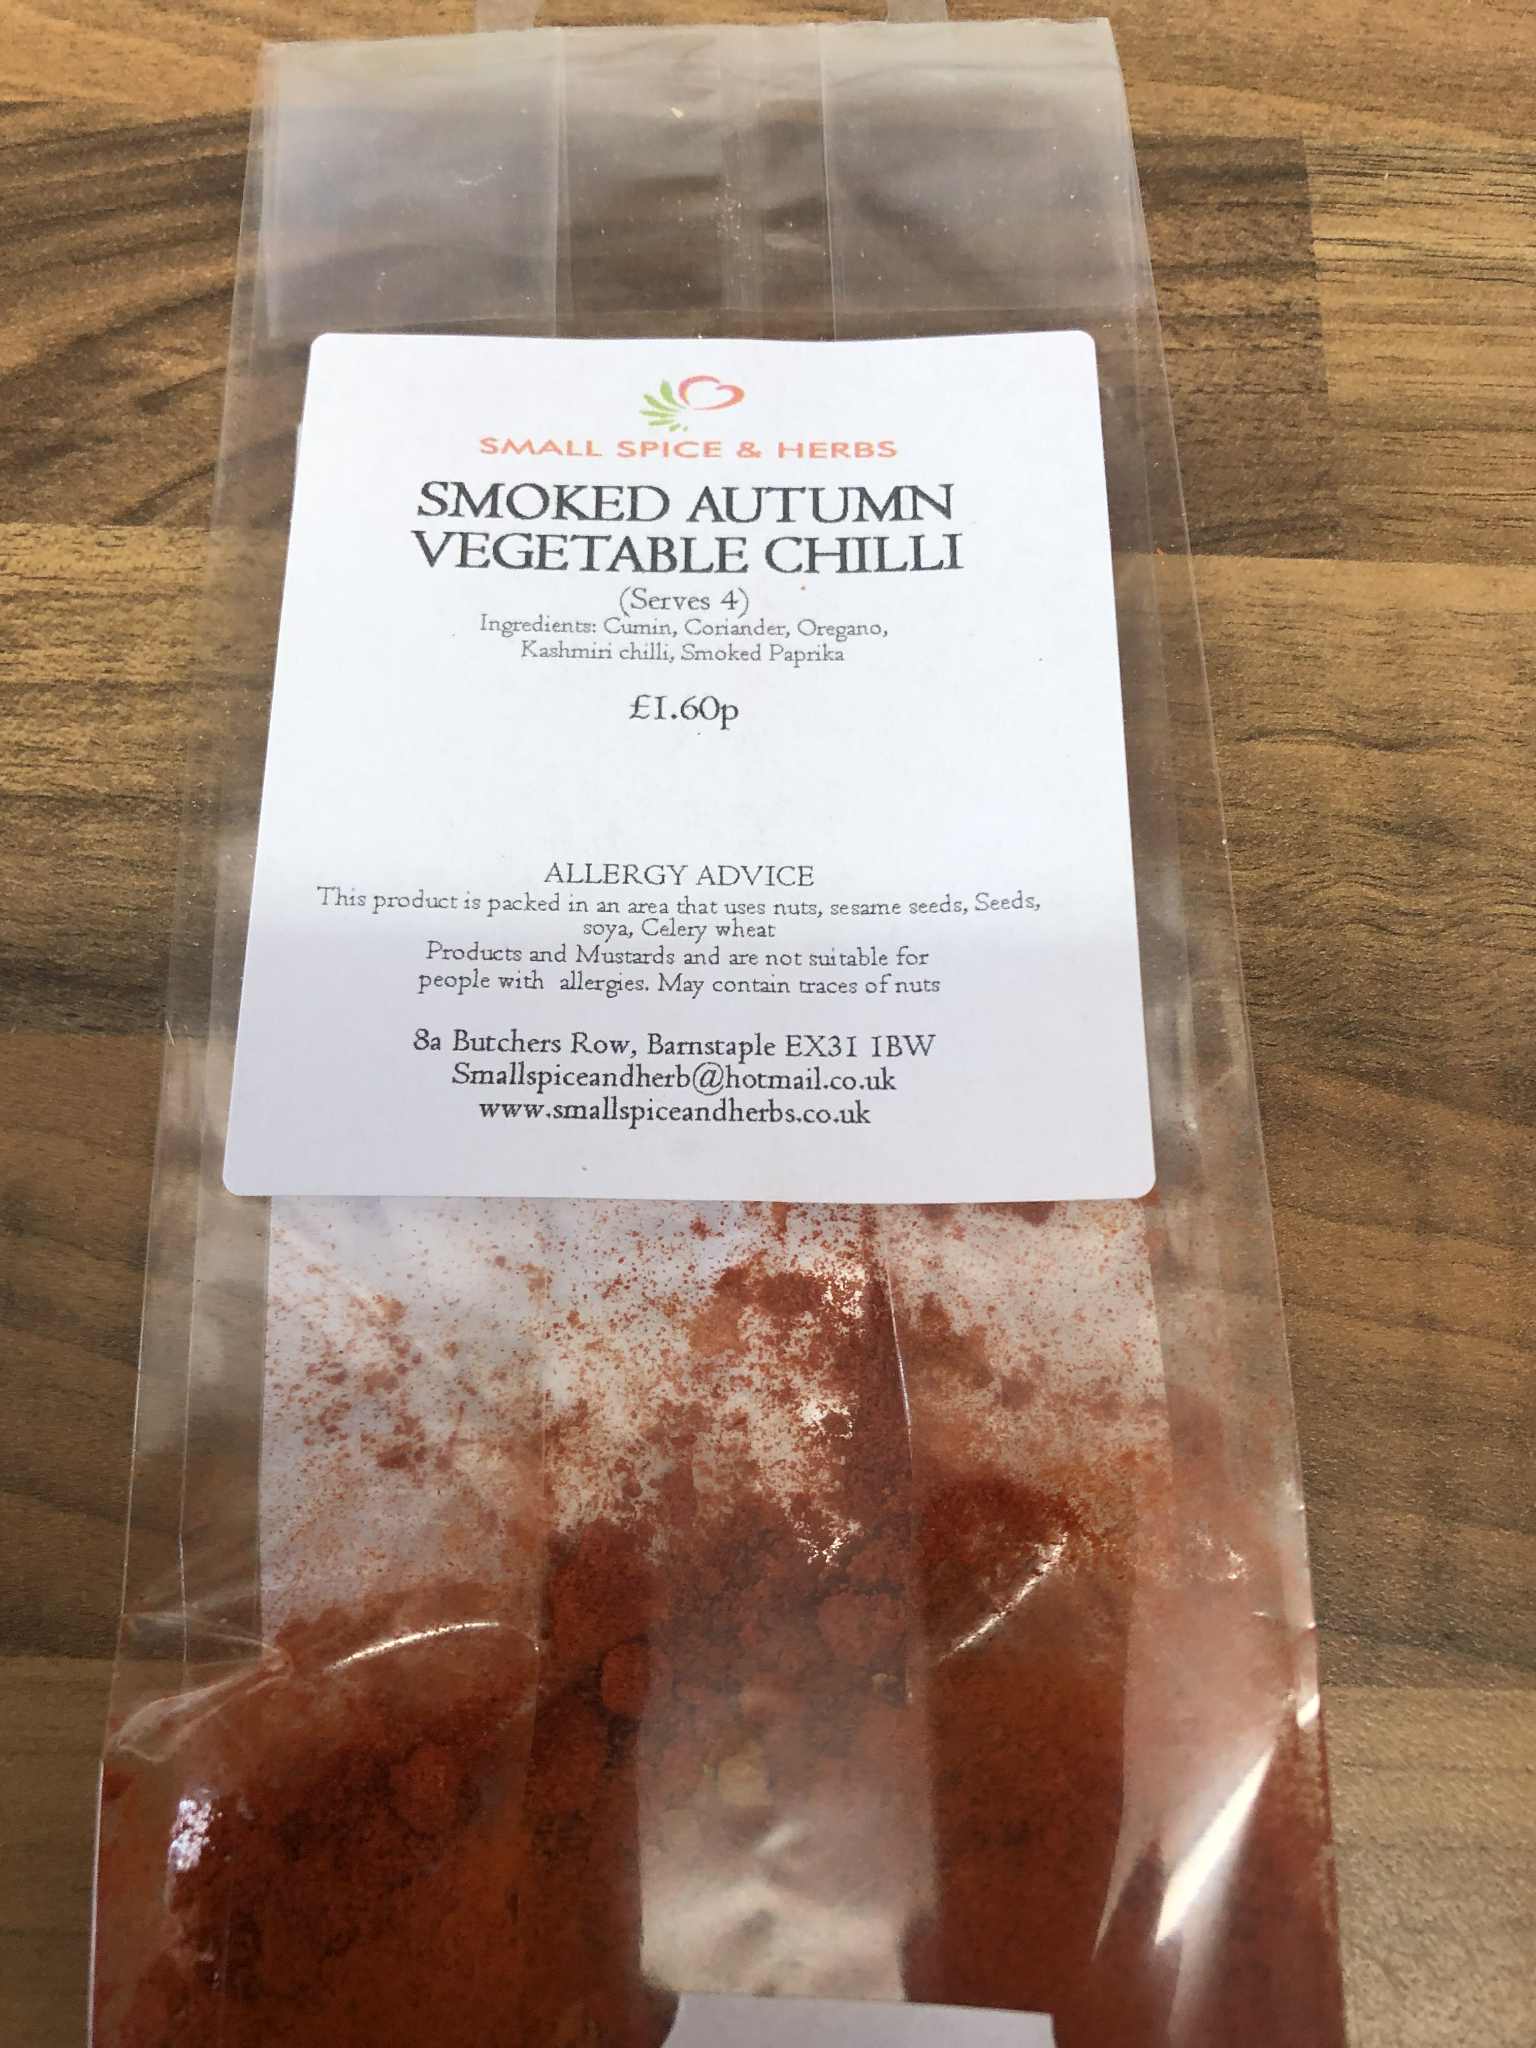 SMALL SPICE & HERBS
SMOKED AUTUMN
VEGETABLE CHILLI
(Serves 4)
Ingredients: Cumin, Coriander, Oregano,
Kashmiri chilli, Smoked Paprika
£1.60p
ALLERGY ADVICE
This product is packed in an area that uses nuts, sesame seeds, Seeds,
soya, Celery wheat
Products and Mustards and are not suitable for
people with allergies. May contain traces of nuts
8a Butchers Row, Barnstaple EX31 1BW
Smallspiceandherb@hotmail.co.uk
www.smallspiceandherbs.co.uk